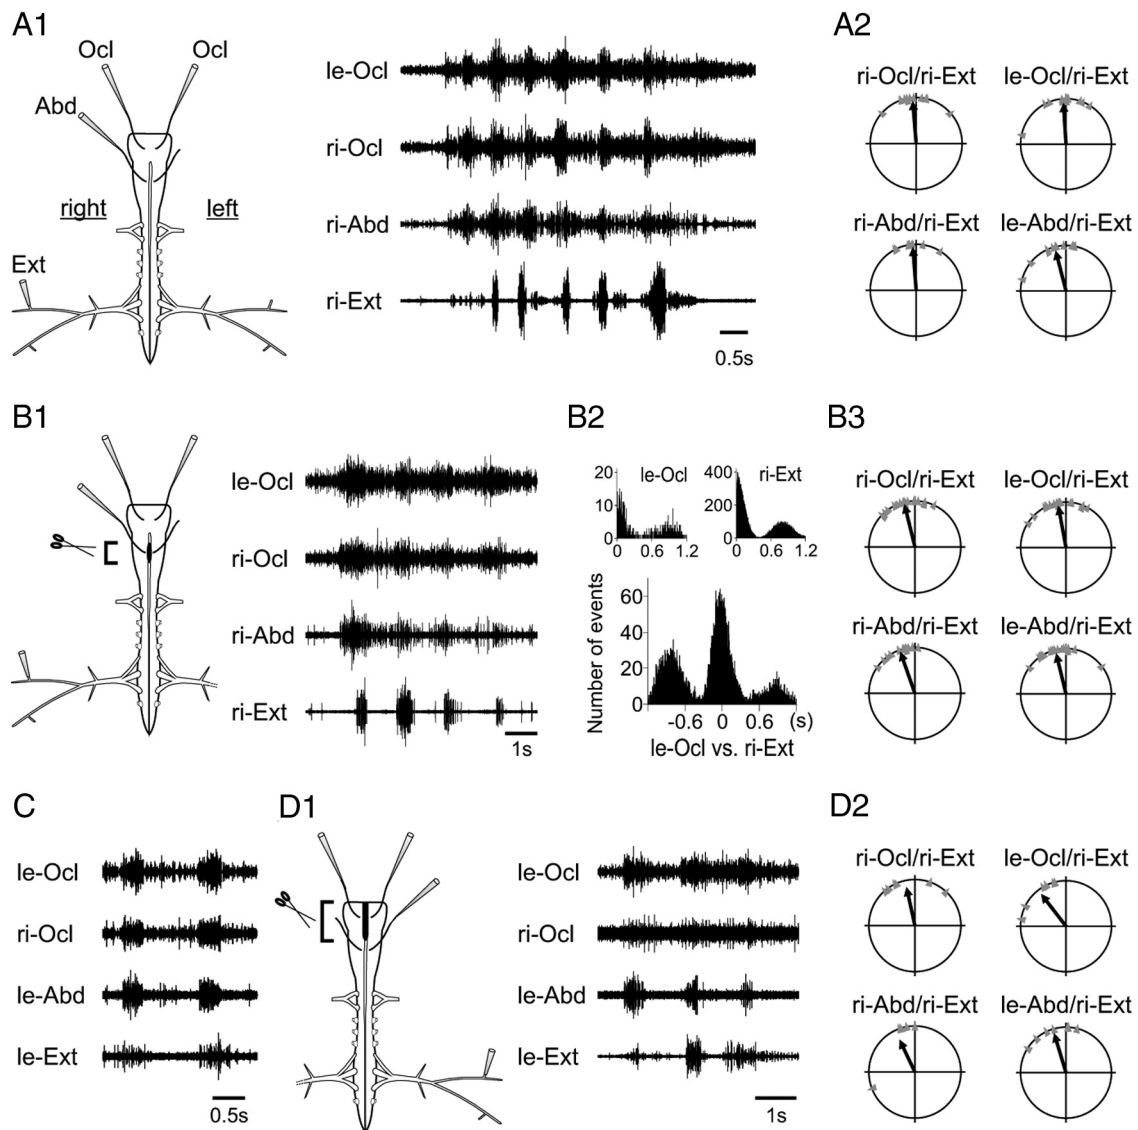 A1
Ocl
Ocl
Abd
right
left
Ext
le-Ocl
ri-Ocl
ri-Abd
ri-Ext
0.5s
A2
ri-Ocl/ri-Ext
le-Ocl/ri-Ext
ri-Abd/ri-Ext
le-Abd/ri-Ext
B1
le-Ocl
ri-Ocl
ri-Abd
ri-Ext
1s
B2
20
10
0
le-Ocl
0 0.6 1.2
400
200
0
ri-Ext
0 0.6 1.2
Number of events
60
40
20
0
-0.6 0 0.6 (s)
le-Ocl vs. ri-Ext
B3
ri-Ocl/ri-Ext
le-Ocl/ri-Ext
ri-Abd/ri-Ext
le-Abd/ri-Ext
C
le-Ocl
ri-Ocl
le-Abd
le-Ext
0.5s
D1
le-Ocl
ri-Ocl
le-Abd
le-Ext
1s
D2
ri-Ocl/ri-Ext
le-Ocl/ri-Ext
ri-Abd/ri-Ext
le-Abd/ri-Ext